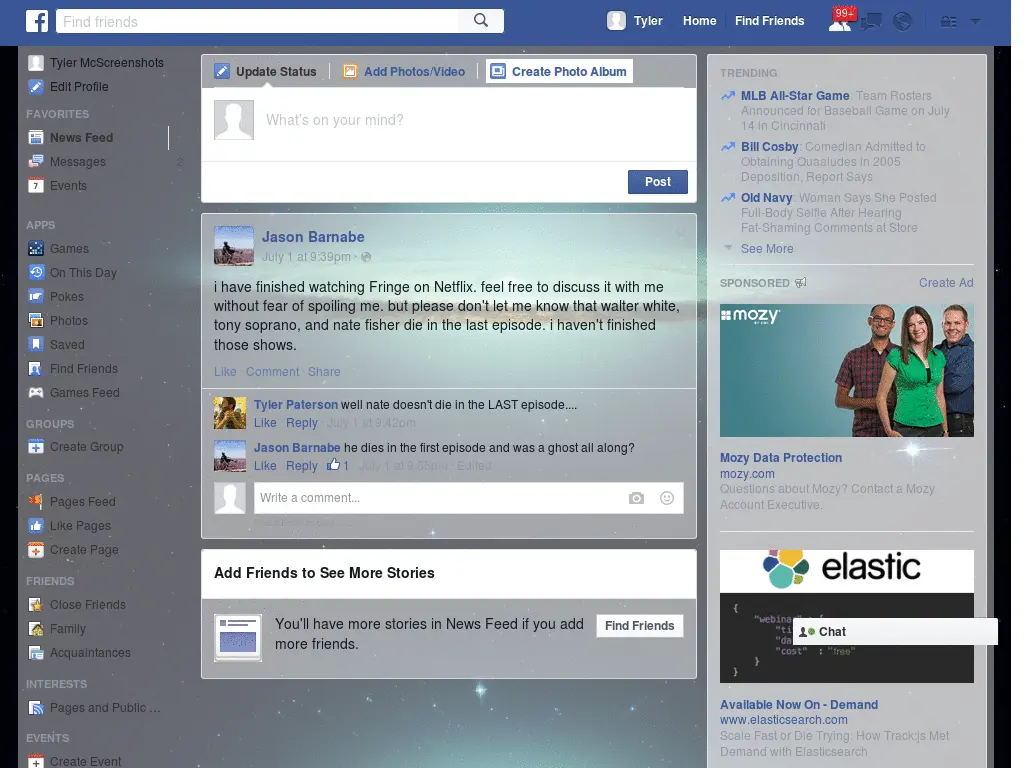 Find friends
Tyler
Home
Find Friends
99+
Tyler McScreenshots
Edit Profile
FAVORITES
News Feed
Messages 2
7 Events
APPS
Games
On This Day
Pokes
Photos
Saved
Find Friends
Games Feed
GROUPS
Create Group
PAGES
Pages Feed
Like Pages
Create Page
FRIENDS
Close Friends
Family
Acquaintances
INTERESTS
Pages and Public ...
EVENTS
Create Event
Update Status
Add Photos/Video
Create Photo Album
What's on your mind?
Post
Jason Barnabe
July 1 at 9:39pm ·
i have finished watching Fringe on Netflix. feel free to discuss it with me
without fear of spoiling me. but please don't let me know that walter white,
tony soprano, and nate fisher die in the last episode. i haven't finished
those shows.
Like · Comment · Share
Tyler Paterson well nate doesn't die in the LAST episode....
Like · Reply · July 1 at 9:42pm
Jason Barnabe he dies in the first episode and was a ghost all along?
Like · Reply · 1 · July 1 at 9:55pm · Edited
Write a comment...
Add Friends to See More Stories
You'll have more stories in News Feed if you add
more friends.
Find Friends
TRENDING
MLB All-Star Game: Team Rosters
Announced for Baseball Game on July
14 in Cincinnati
Bill Cosby: Comedian Admitted to
Obtaining Quaaludes in 2005
Deposition, Report Says
Old Navy: Woman Says She Posted
Full-Body Selfie After Hearing
Fat-Shaming Comments at Store
See More
SPONSORED
Create Ad
mozy
Mozy Data Protection
mozy.com
Questions about Mozy? Contact a Mozy
Account Executive.
elastic
{
"webina
{
"ti
"da
"cost" : "free"
}
}
Chat
Available Now On - Demand
www.elasticsearch.com
Scale Fast or Die Trying: How Track:js Met
Demand with Elasticsearch